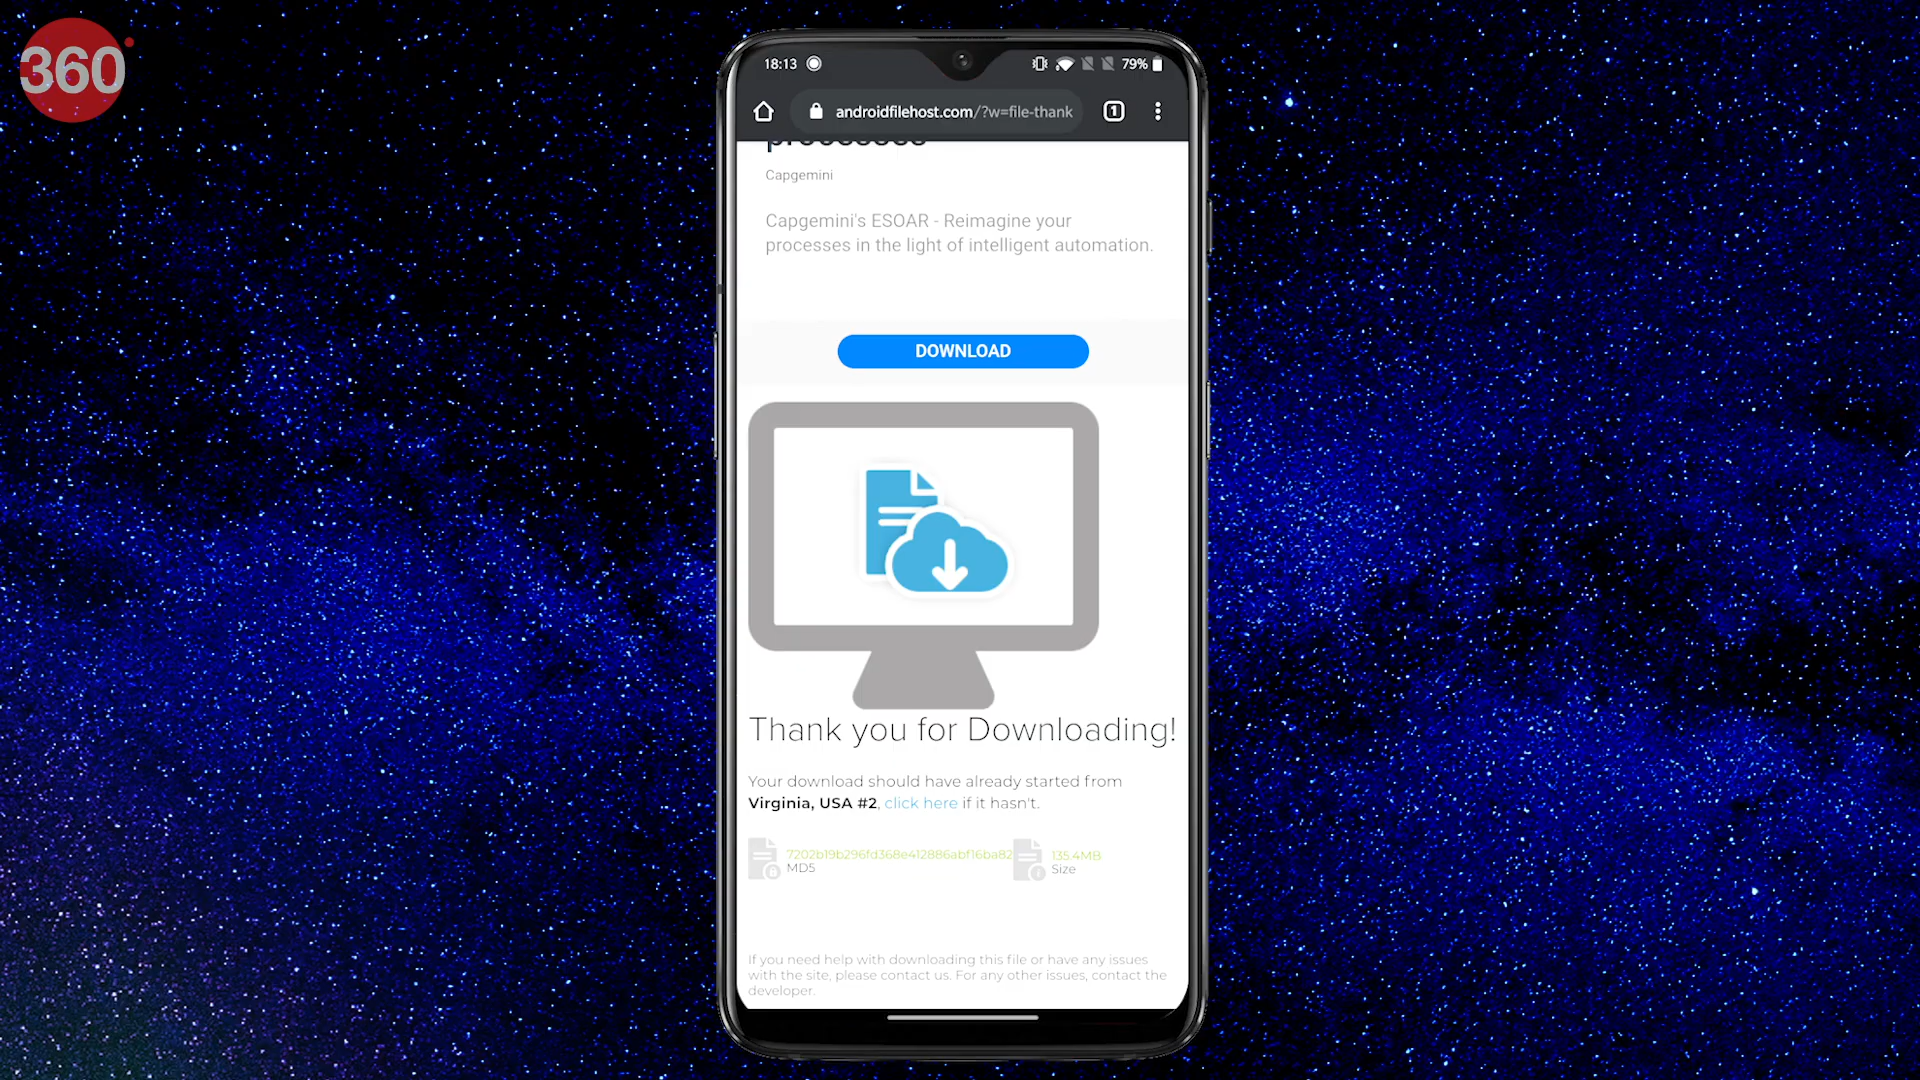 360
18:13
79%
androidfilehost.com/?w=file-thank
1
processes
Capgemini
Capgemini's ESOAR - Reimagine your
processes in the light of intelligent automation.
DOWNLOAD
Thank you for Downloading!
Your download should have already started from
Virginia, USA #2, click here if it hasn't.
7202b19b296fd368e412886abf16ba82
MD5
135.4MB
Size
If you need help with downloading this file or have any issues
with the site, please contact us. For any other issues, contact the
developer.